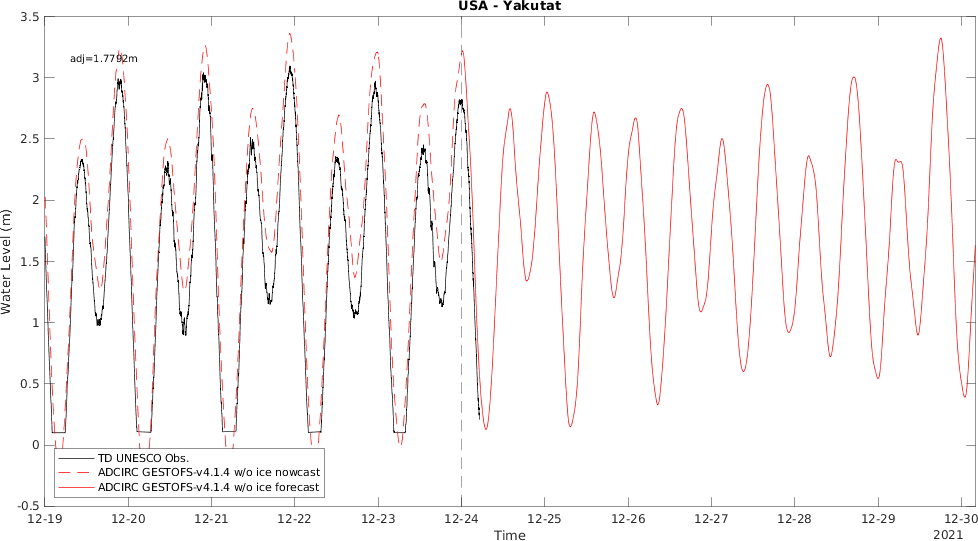 USA - Yakutat
adj=1.7792m
3.5
3
2.5
2
1.5
1
0.5
0
-0.5
Water Level (m)
TD UNESCO Obs.
ADCIRC GESTOFS-v4.1.4 w/o ice nowcast
ADCIRC GESTOFS-v4.1.4 w/o ice forecast
12-19 12-20 12-21 12-22 12-23 12-24 12-25 12-26 12-27 12-28 12-29 12-30
Time
2021